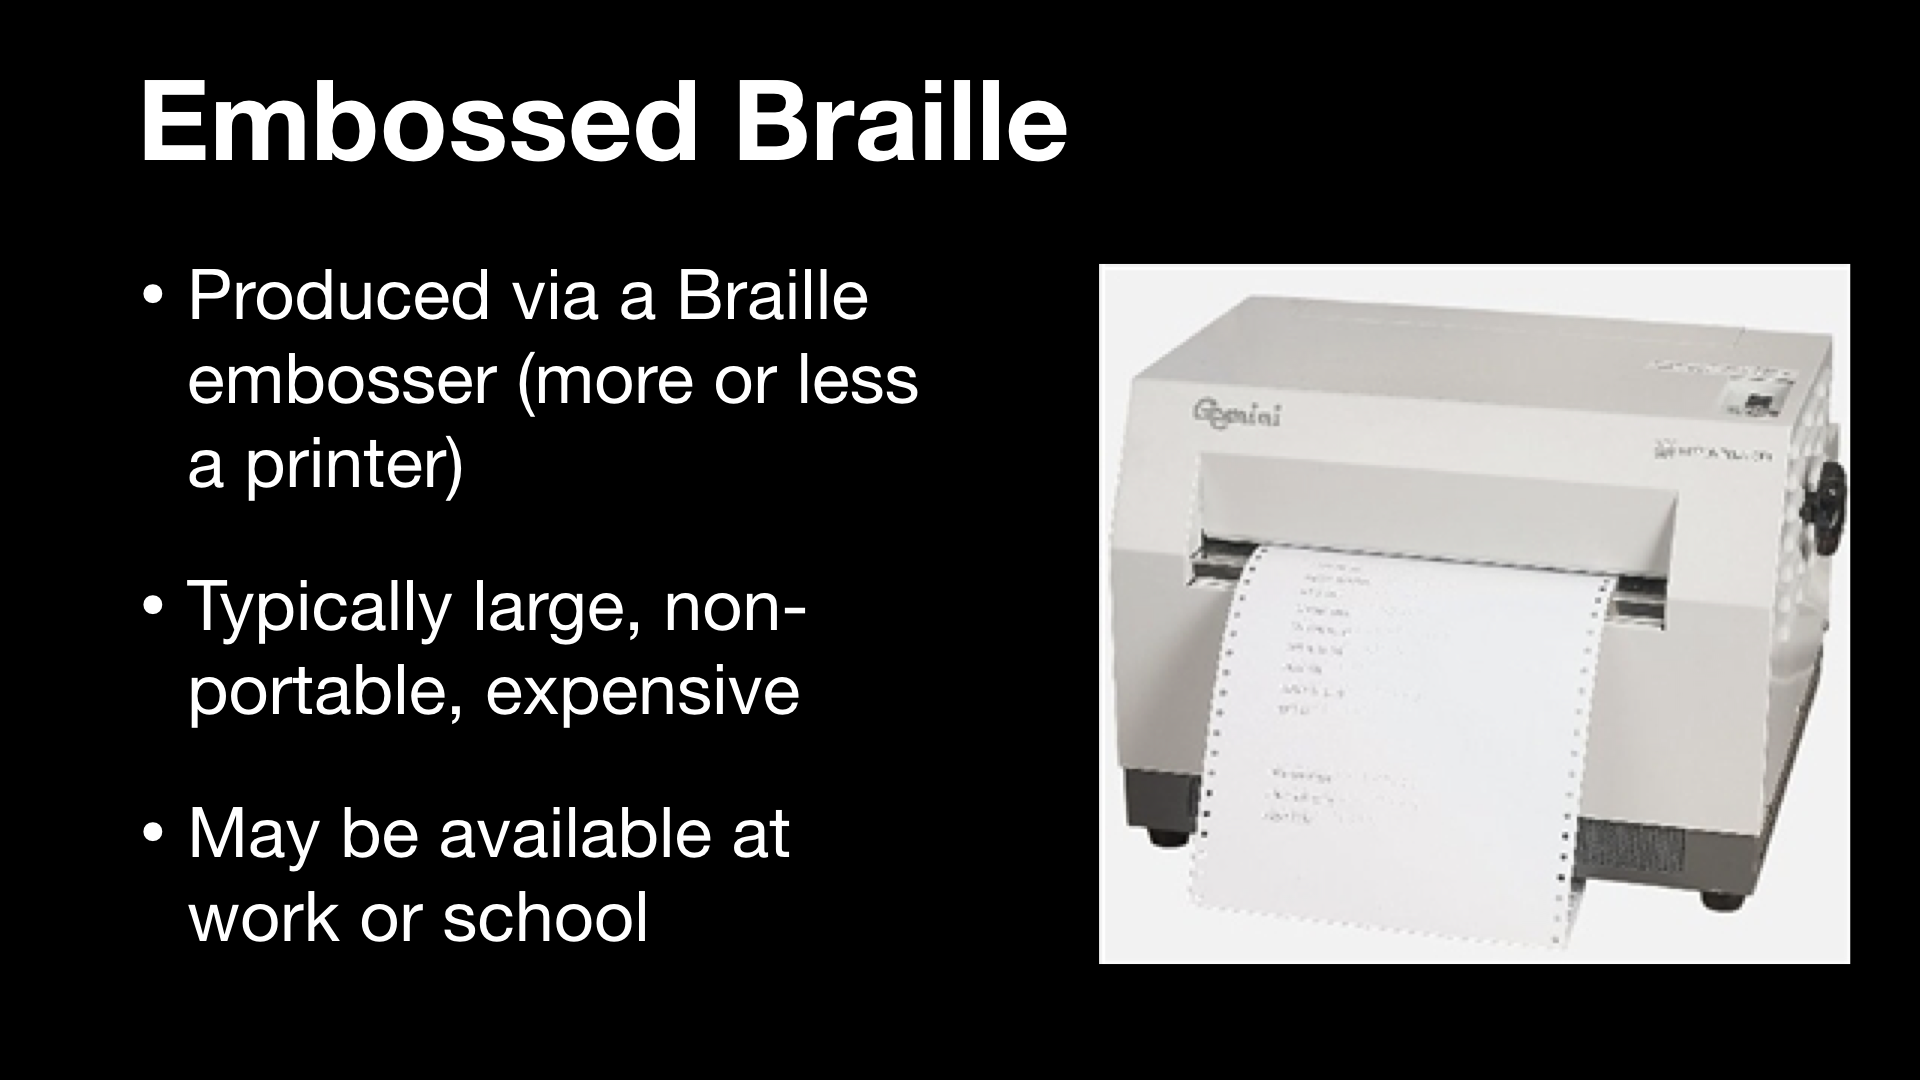 Embossed Braille
• Produced via a Braille
embosser (more or less
a printer)
• Typically large, non-
portable, expensive
• May be available at
work or school
Gemini